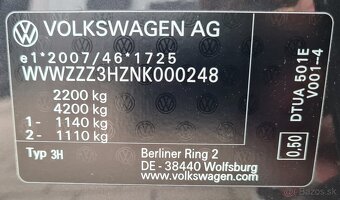 VOLKSWAGEN AG
e1*2007/46*1725
WVWZZZ3HZNK000248
2200 kg
4200 kg
1- 1140 kg
2- 1110 kg
Typ 3H
Berliner Ring 2
DE - 38440 Wolfsburg
www.volkswagen.com
0,50
DTUA 501E
V001-4
bazos.sk